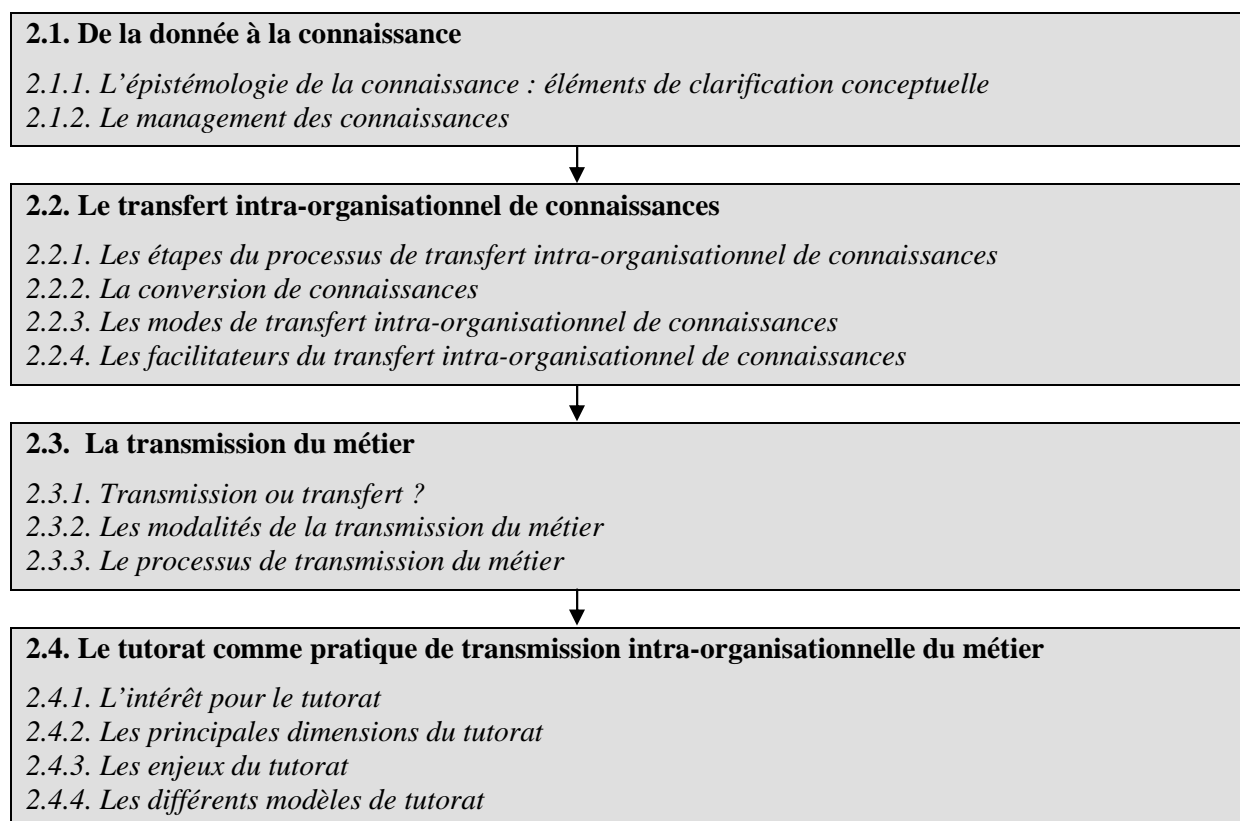 2.1. De la donnée à la connaissance
2.1.1. L’épistémologie de la connaissance : éléments de clarification conceptuelle
2.1.2. Le management des connaissances
2.2. Le transfert intra-organisationnel de connaissances
2.2.1. Les étapes du processus de transfert intra-organisationnel de connaissances
2.2.2. La conversion de connaissances
2.2.3. Les modes de transfert intra-organisationnel de connaissances
2.2.4. Les facilitateurs du transfert intra-organisationnel de connaissances
2.3. La transmission du métier
2.3.1. Transmission ou transfert ?
2.3.2. Les modalités de la transmission du métier
2.3.3. Le processus de transmission du métier
2.4. Le tutorat comme pratique de transmission intra-organisationnelle du métier
2.4.1. L’intérêt pour le tutorat
2.4.2. Les principales dimensions du tutorat
2.4.3. Les enjeux du tutorat
2.4.4. Les différents modèles de tutorat